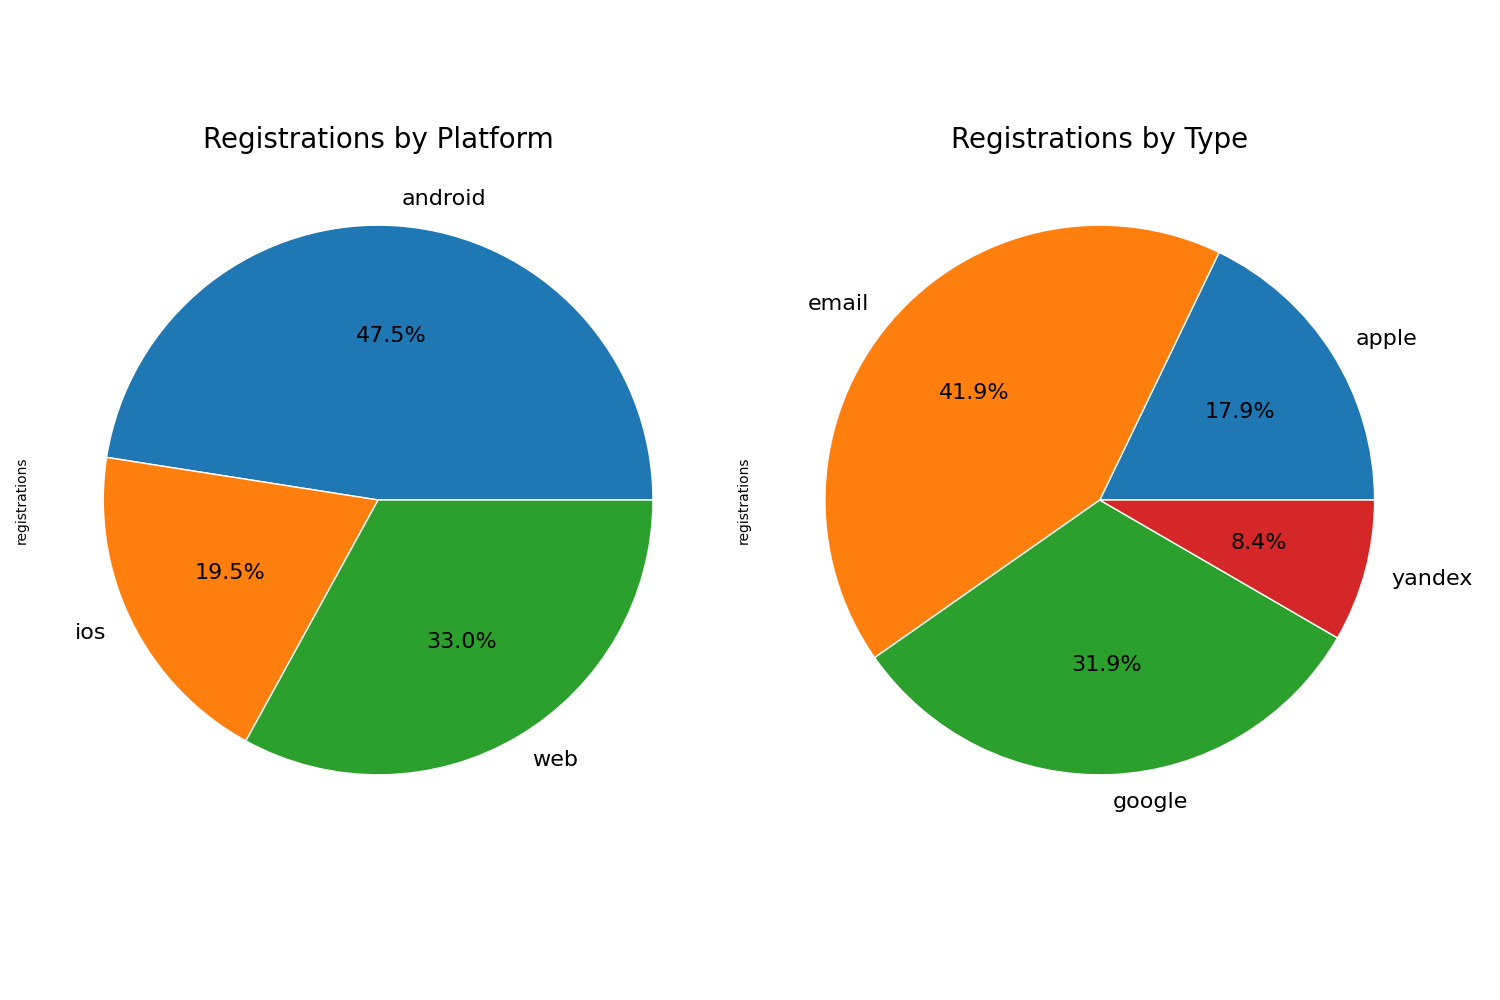 Registrations by Platform
android
47.5%
19.5%
33.0%
ios
web
registrations
Registrations by Type
email
apple
41.9%
17.9%
8.4%
31.9%
yandex
google
registrations